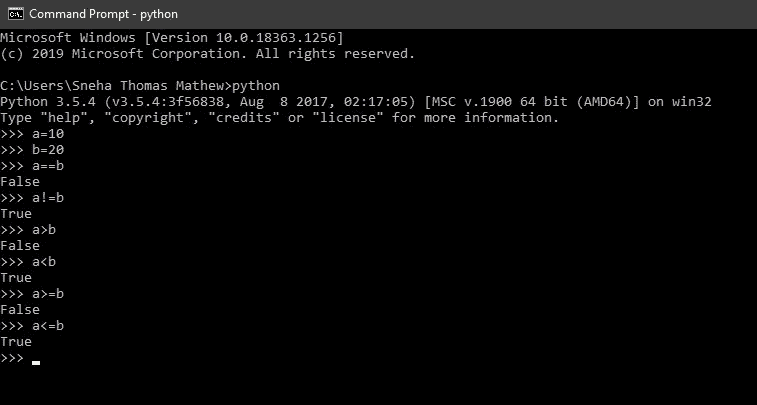 Command Prompt - python
Microsoft Windows [Version 10.0.18363.1256]
(c) 2019 Microsoft Corporation. All rights reserved.
C:\Users\Sneha Thomas Mathew>python
Python 3.5.4 (v3.5.4:3f56838, Aug  8 2017, 02:17:05) [MSC v.1900 64 bit (AMD64)] on win32
Type "help", "copyright", "credits" or "license" for more information.
>>> a=10
>>> b=20
>>> a==b
False
>>> a!=b
True
>>> a>b
False
>>> a<b
True
>>> a>=b
False
>>> a<=b
True
>>> _